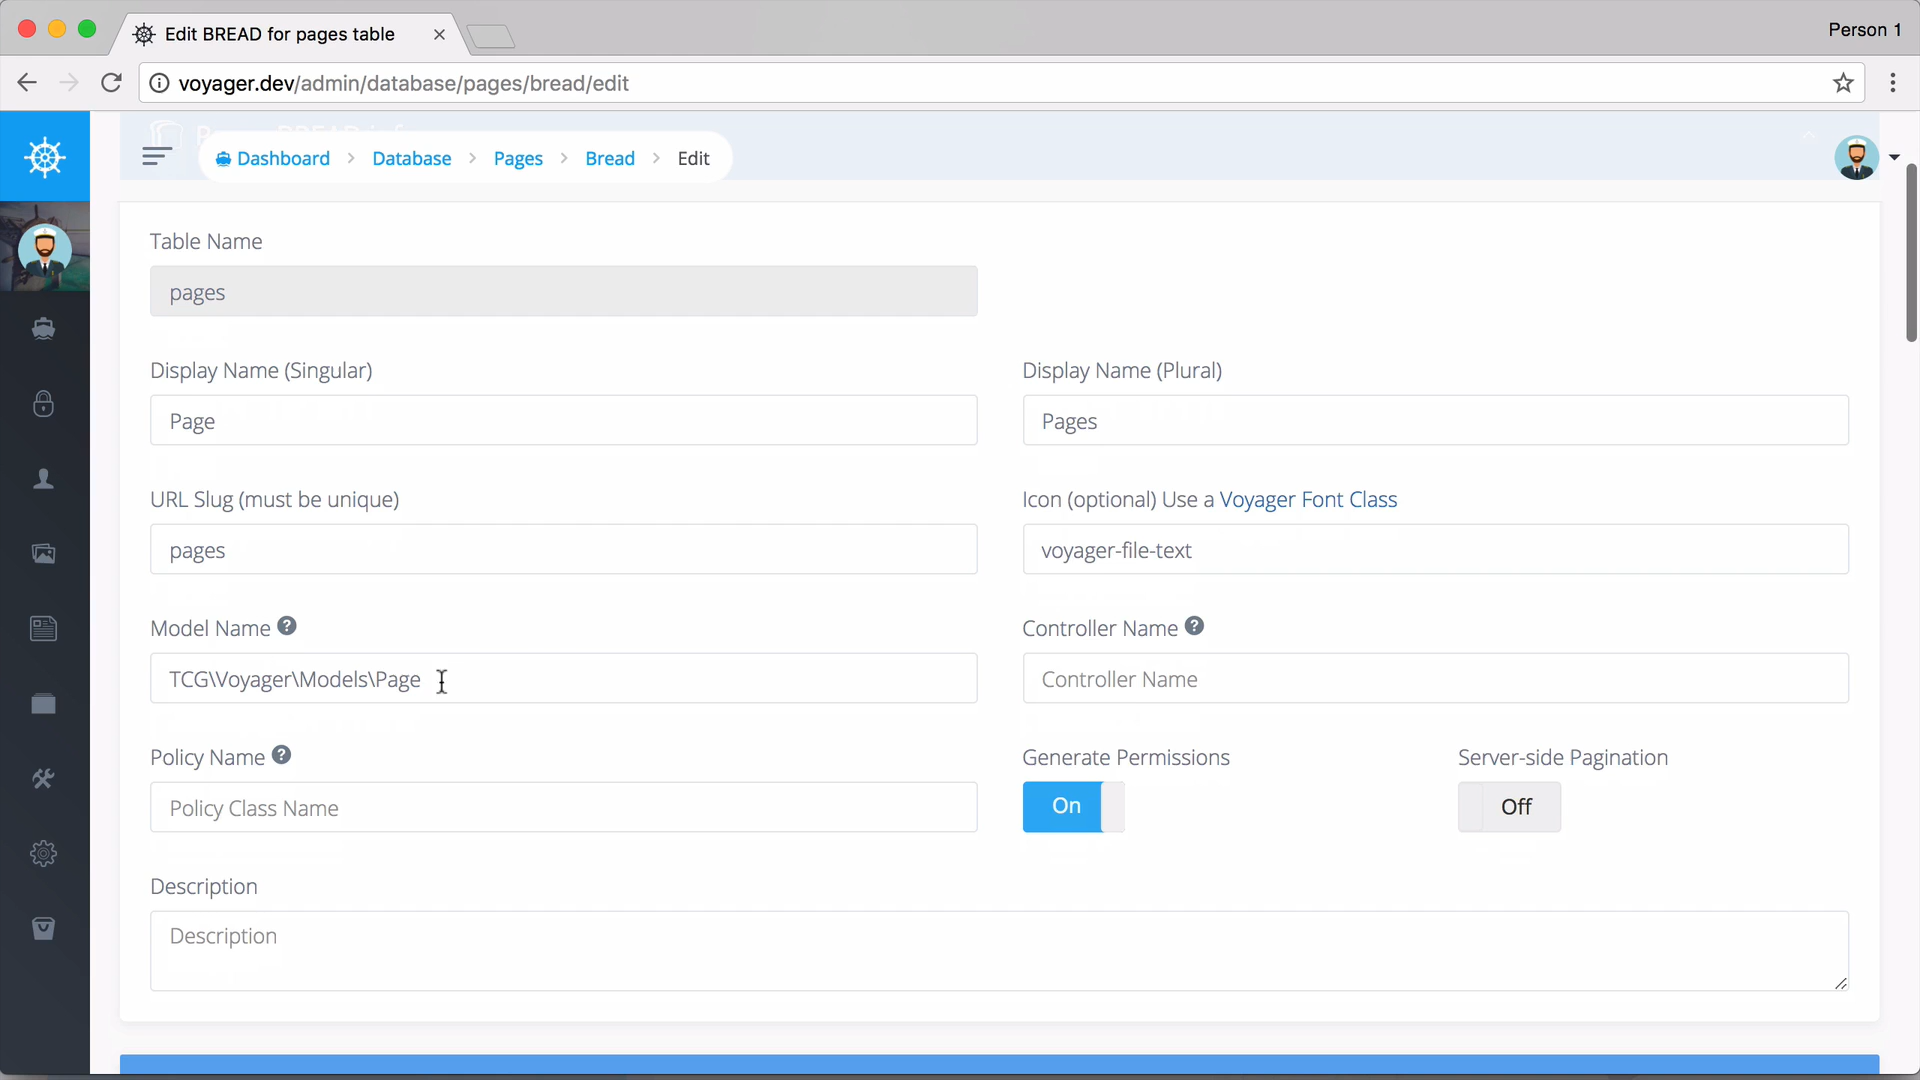 Edit BREAD for pages table
Person 1
voyager.dev/admin/database/pages/bread/edit
Dashboard > Database > Pages > Bread > Edit
Table Name
pages
Display Name (Singular)
Display Name (Plural)
Page
Pages
URL Slug (must be unique)
Icon (optional) Use a Voyager Font Class
pages
voyager-file-text
Model Name
Controller Name
TCG\Voyager\Models\Page
Controller Name
Policy Name
Generate Permissions
Server-side Pagination
Policy Class Name
On
Off
Description
Description